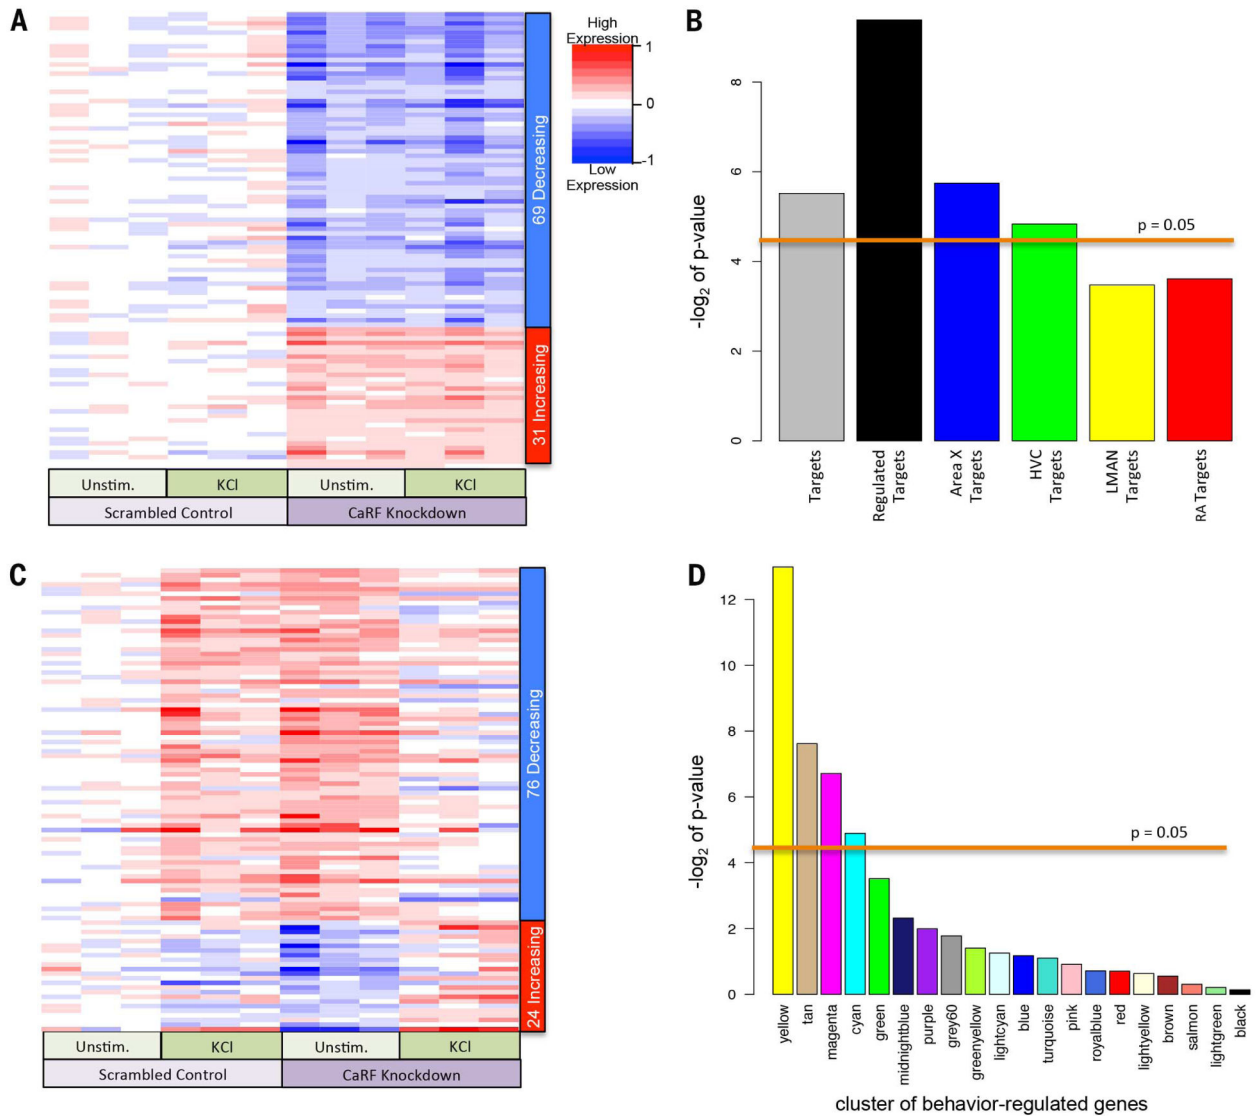 A
High
Expression
1
0
-1
Low
Expression
69 Decreasing
31 Increasing
Unstim.
KCl
Unstim.
KCl
Scrambled Control
CaRF Knockdown
B
-log2 of p-value
8
6
4
2
0
p = 0.05
Targets
Regulated
Targets
Area X
Targets
HVC
Targets
LMAN
Targets
RA Targets
C
76 Decreasing
24 Increasing
Unstim.
KCl
Unstim.
KCl
Scrambled Control
CaRF Knockdown
D
-log2 of p-value
12
10
8
6
4
2
0
p = 0.05
yellow
tan
magenta
cyan
green
midnightblue
purple
grey60
greenyellow
lightcyan
blue
turquoise
pink
royalblue
red
lightyellow
brown
salmon
lightgreen
black
cluster of behavior-regulated genes